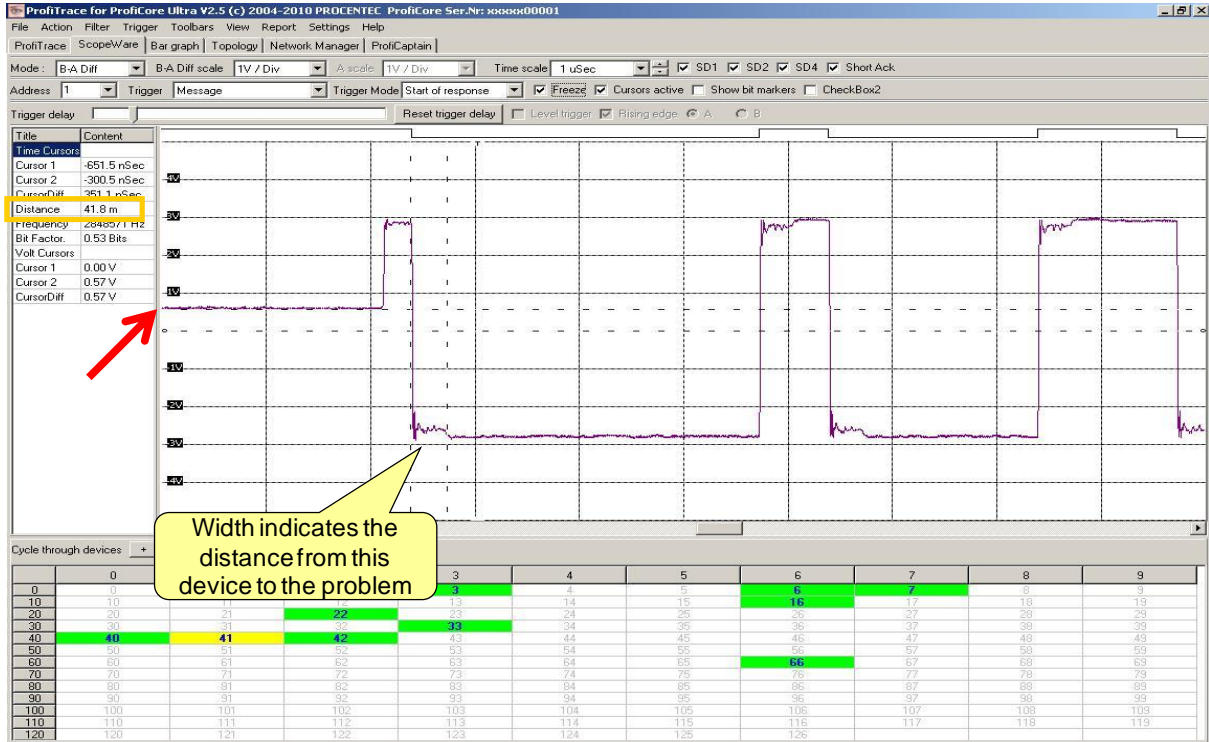 ProfiTrace for ProfiCore Ultra V2.5 (c) 2004-2010 PROCENTEC ProfiCore Ser.Nr: xxxxx00001
File Action Filter Trigger Toolbars View Report Settings Help
ProfiTrace ScopeWare Bar graph Topology Network Manager ProfiCaptain
Mode : B-A Diff B-A Diff scale 1V / Div A scale 1V / Div Time scale 1 uSec SD1 SD2 SD4 Short Ack
Address 1 Trigger Message Trigger Mode Start of response Freeze Cursors active Show bit markers CheckBox2
Trigger delay Reset trigger delay Level trigger Rising edge A B
Title Content
Time Cursors
Cursor 1 -651.5 nSec
Cursor 2 -300.5 nSec
CursorDiff 351.1 nSec
Distance 41.8 m
Frequency 2848571 Hz
Bit Factor. 0.53 Bits
Volt Cursors
Cursor 1 0.00 V
Cursor 2 0.57 V
CursorDiff 0.57 V
4V
3V
2V
1V
-1V
-2V
-3V
-4V
Width indicates the
distance from this
device to the problem
Cycle through devices +
0 3 4 5 6 7 8 9
0 0 3 4 5 6 7 8 9
10 10 11 12 13 14 15 16 17 18 19
20 20 21 22 23 24 25 26 27 28 29
30 30 31 32 33 34 35 36 37 38 39
40 40 41 42 43 44 45 46 47 48 49
50 50 51 52 53 54 55 56 57 58 59
60 60 61 62 63 64 65 66 67 68 69
70 70 71 72 73 74 75 76 77 78 79
80 80 81 82 83 84 85 86 87 88 89
90 90 91 92 93 94 95 96 97 98 99
100 100 101 102 103 104 105 106 107 108 109
110 110 111 112 113 114 115 116 117 118 119
120 120 121 122 123 124 125 126